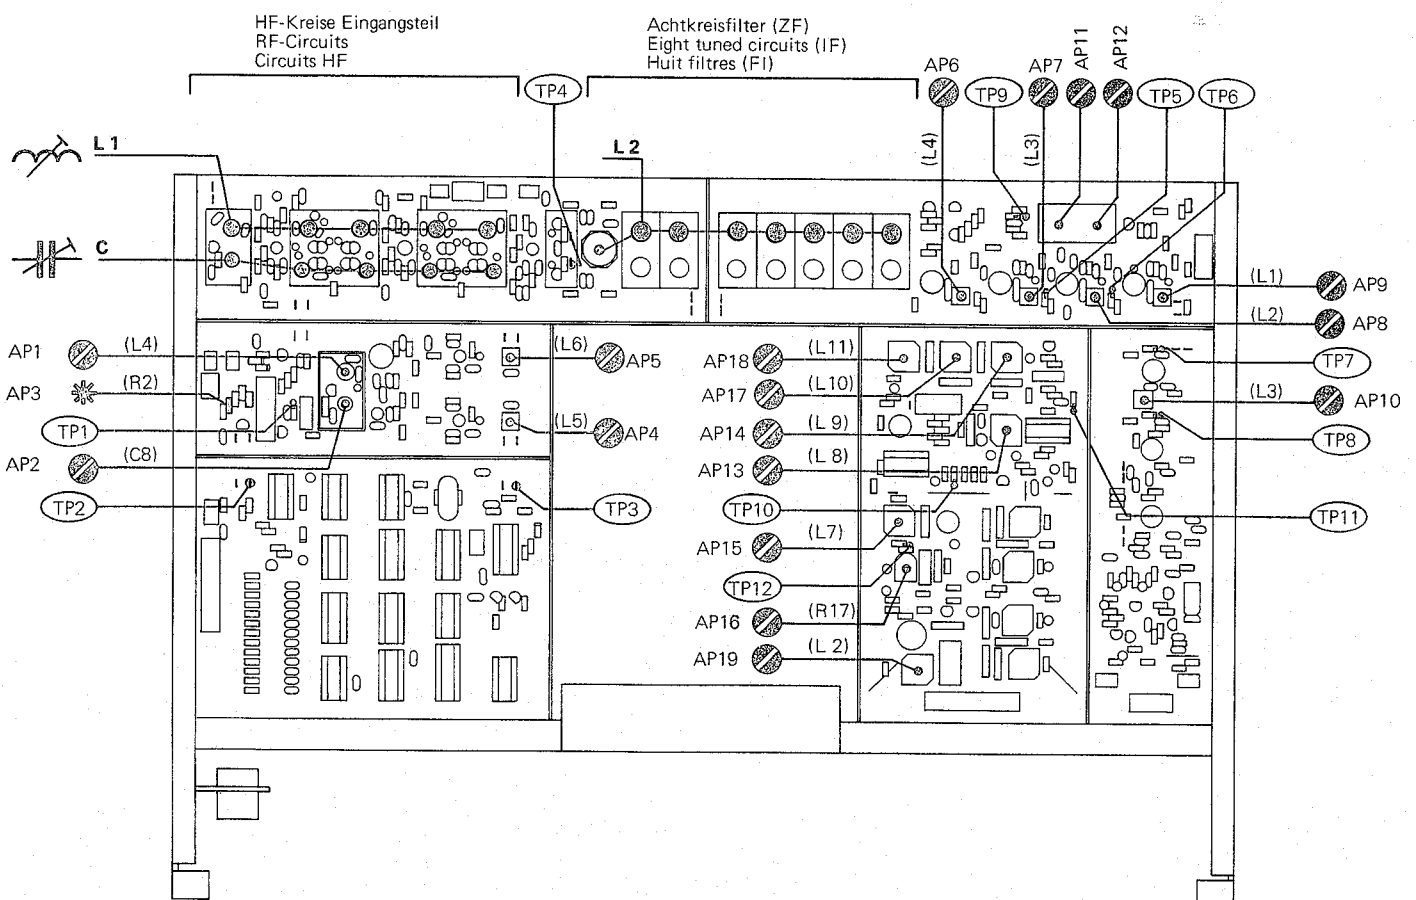 HF-Kreise Eingangsteil
RF-Circuits
Circuits HF
Achtkreisfilter (ZF)
Eight tuned circuits (IF)
Huit filtres (FI)
TP4
AP6
TP9
AP7
AP11
AP12
TP5
TP6
(L4)
(L3)
L1
L2
C
(L1)
AP9
(L2)
AP8
AP1
(L4)
AP3
(R2)
TP1
AP2
(C8)
TP2
(L6)
AP5
(L5)
AP4
TP3
AP18
(L11)
AP17
(L10)
AP14
(L 9)
AP13
(L 8)
TP10
AP15
(L7)
TP12
AP16
(R17)
AP19
(L 2)
TP7
(L3)
AP10
TP8
TP11